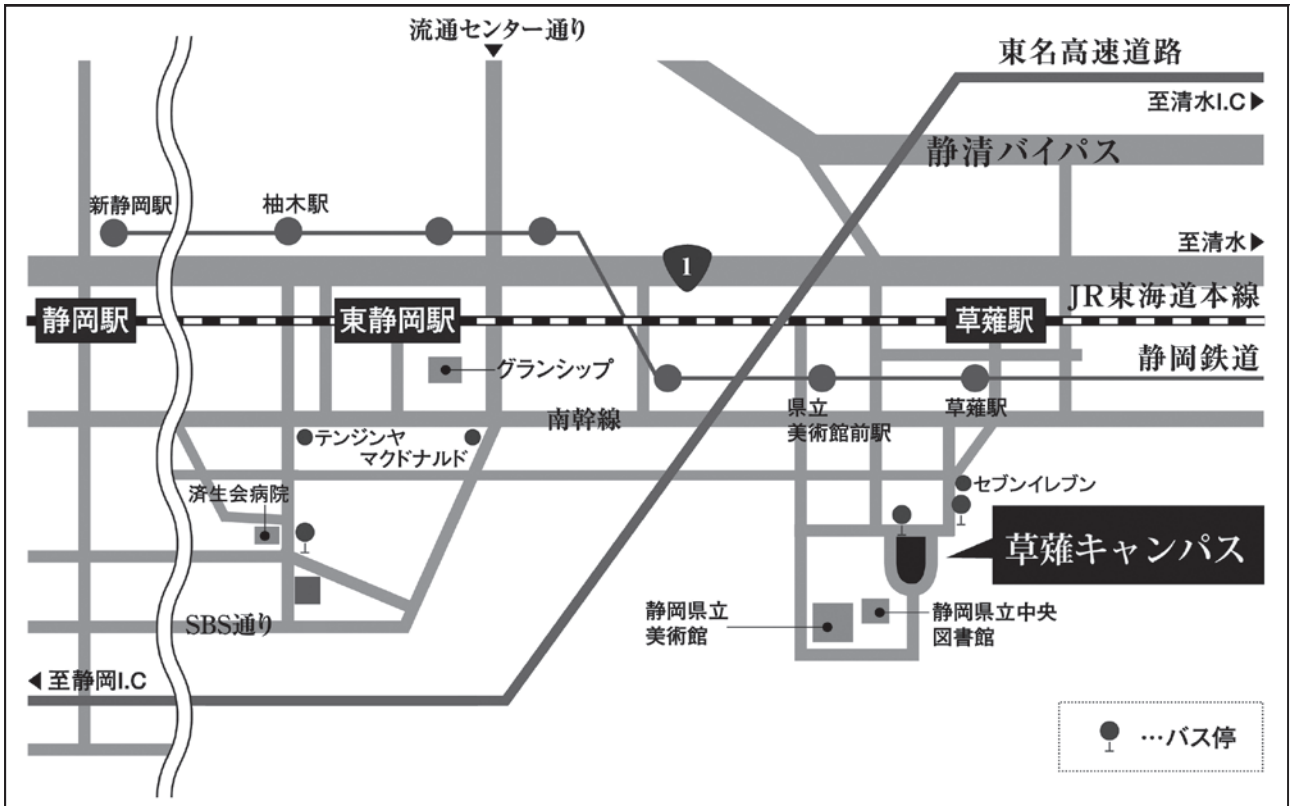 流通センター通り
東名高速道路
至清水I.C
静清バイパス
新静岡駅
柚木駅
至清水
1
JR東海道本線
静岡駅
東静岡駅
草薙駅
静岡鉄道
グランシップ
南幹線
県立
美術館前駅
草薙駅
テンジンヤ
マクドナルド
済生会病院
セブンイレブン
草薙キャンパス
SBS通り
静岡県立
美術館
静岡県立中央
図書館
至静岡I.C
…バス停